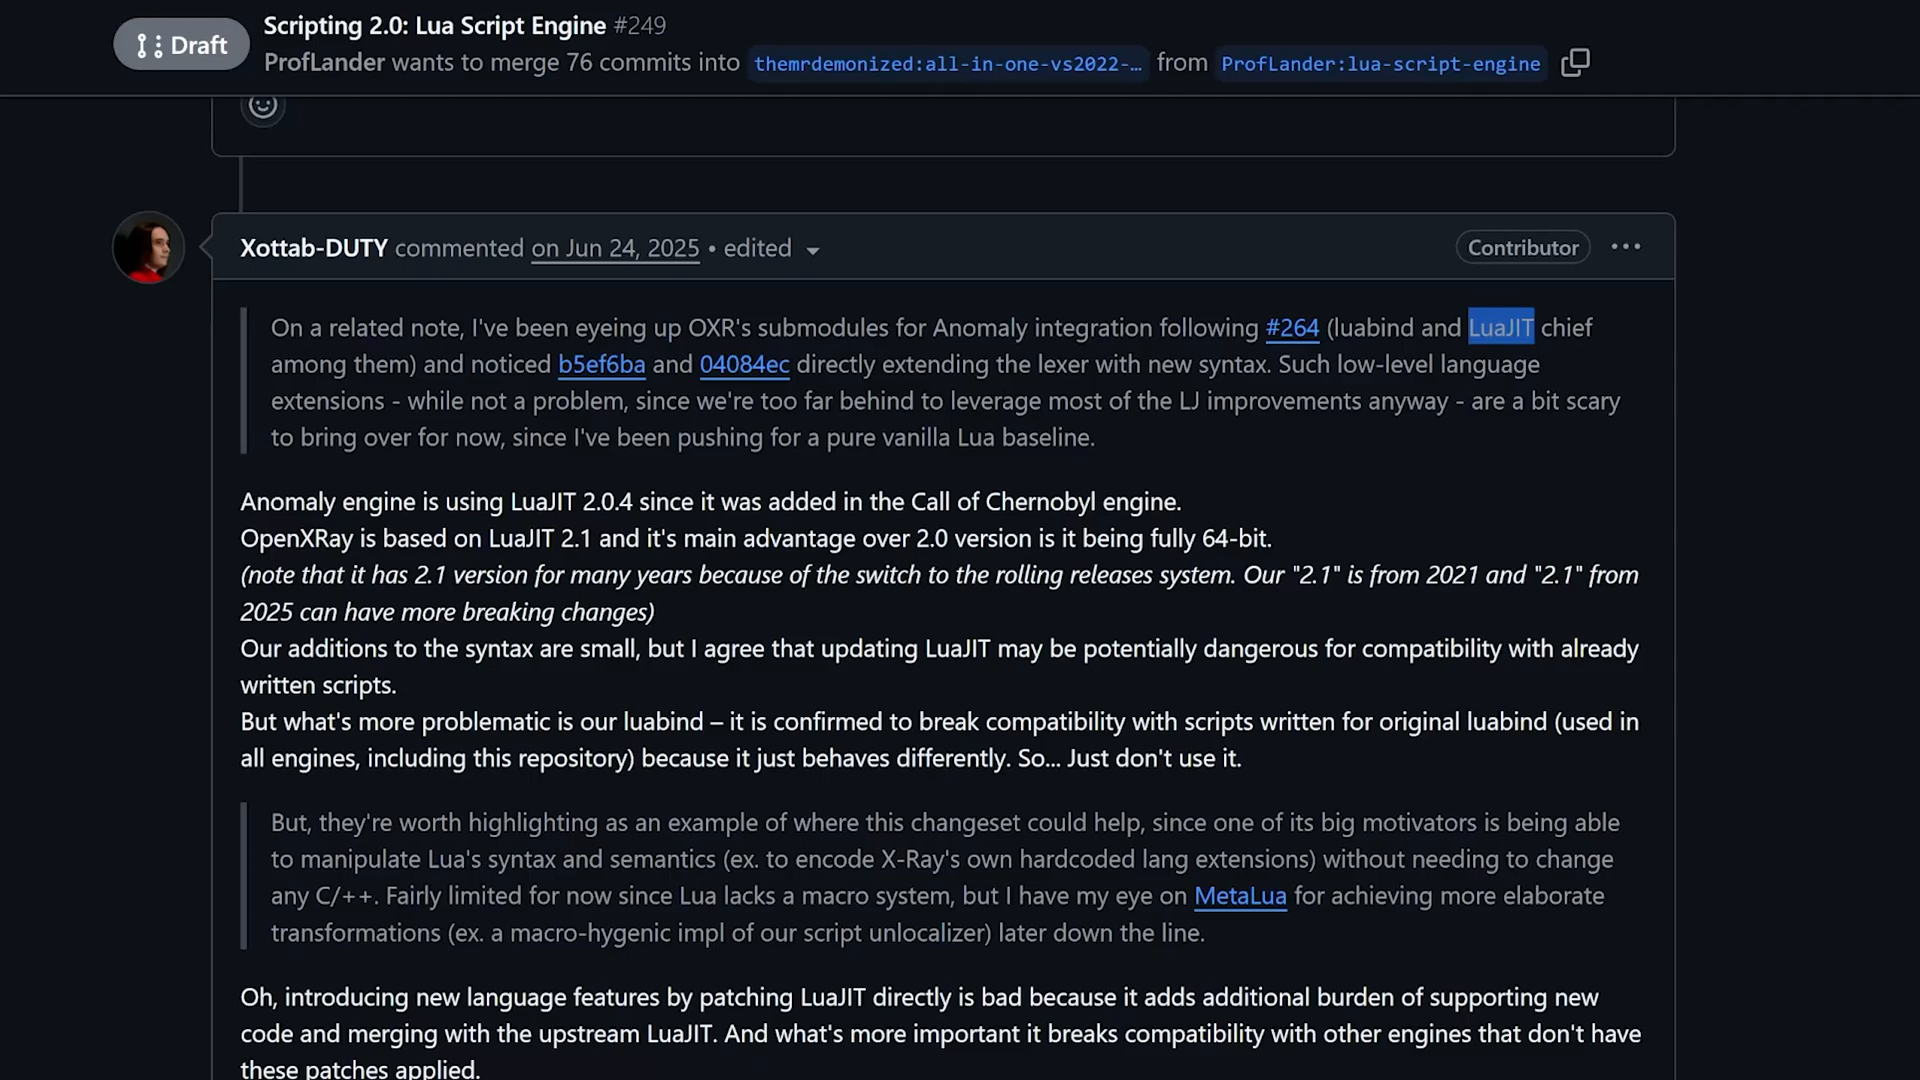 Draft
Scripting 2.0: Lua Script Engine #249
ProfLander wants to merge 76 commits into themrdemonized:all-in-one-vs2022-… from ProfLander:lua-script-engine
Xottab-DUTY commented on Jun 24, 2025 • edited
Contributor
On a related note, I've been eyeing up OXR's submodules for Anomaly integration following #264 (luabind and LuaJIT chief
among them) and noticed b5ef6ba and 04084ec directly extending the lexer with new syntax. Such low-level language
extensions - while not a problem, since we're too far behind to leverage most of the LJ improvements anyway - are a bit scary
to bring over for now, since I've been pushing for a pure vanilla Lua baseline.
Anomaly engine is using LuaJIT 2.0.4 since it was added in the Call of Chernobyl engine.
OpenXRay is based on LuaJIT 2.1 and it's main advantage over 2.0 version is it being fully 64-bit.
(note that it has 2.1 version for many years because of the switch to the rolling releases system. Our "2.1" is from 2021 and "2.1" from
2025 can have more breaking changes)
Our additions to the syntax are small, but I agree that updating LuaJIT may be potentially dangerous for compatibility with already
written scripts.
But what's more problematic is our luabind – it is confirmed to break compatibility with scripts written for original luabind (used in
all engines, including this repository) because it just behaves differently. So... Just don't use it.
But, they're worth highlighting as an example of where this changeset could help, since one of its big motivators is being able
to manipulate Lua's syntax and semantics (ex. to encode X-Ray's own hardcoded lang extensions) without needing to change
any C/++. Fairly limited for now since Lua lacks a macro system, but I have my eye on MetaLua for achieving more elaborate
transformations (ex. a macro-hygenic impl of our script unlocalizer) later down the line.
Oh, introducing new language features by patching LuaJIT directly is bad because it adds additional burden of supporting new
code and merging with the upstream LuaJIT. And what's more important it breaks compatibility with other engines that don't have
these patches applied.